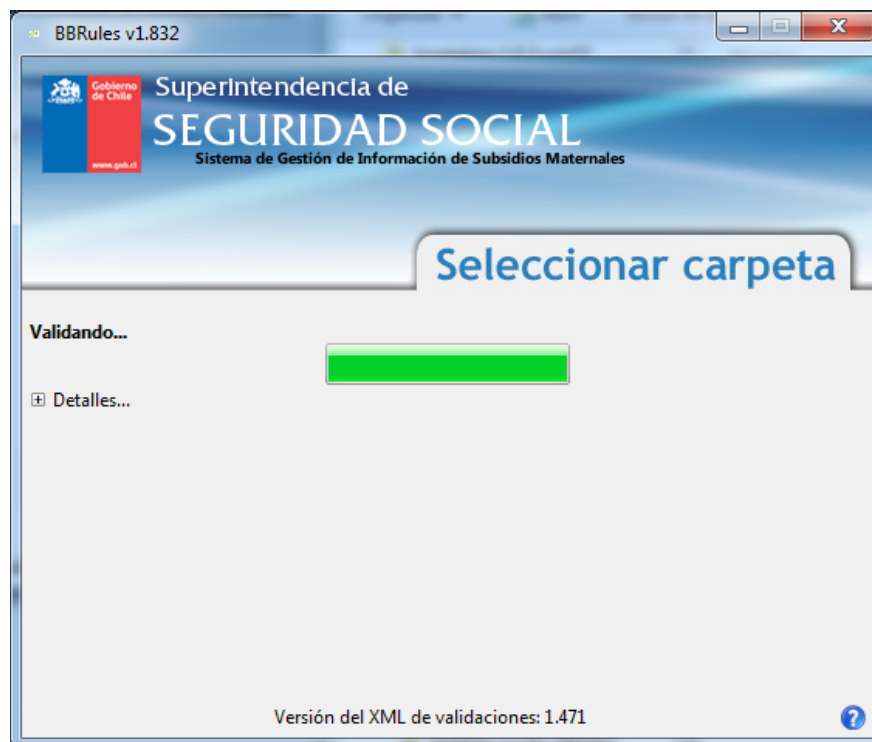 BBRules v1.832
Gobierno
de Chile
www.gob.cl
Superintendencia de
SEGURIDAD SOCIAL
Sistema de Gestión de Información de Subsidios Maternales
Seleccionar carpeta
Validando...
Detalles...
Versión del XML de validaciones: 1.471